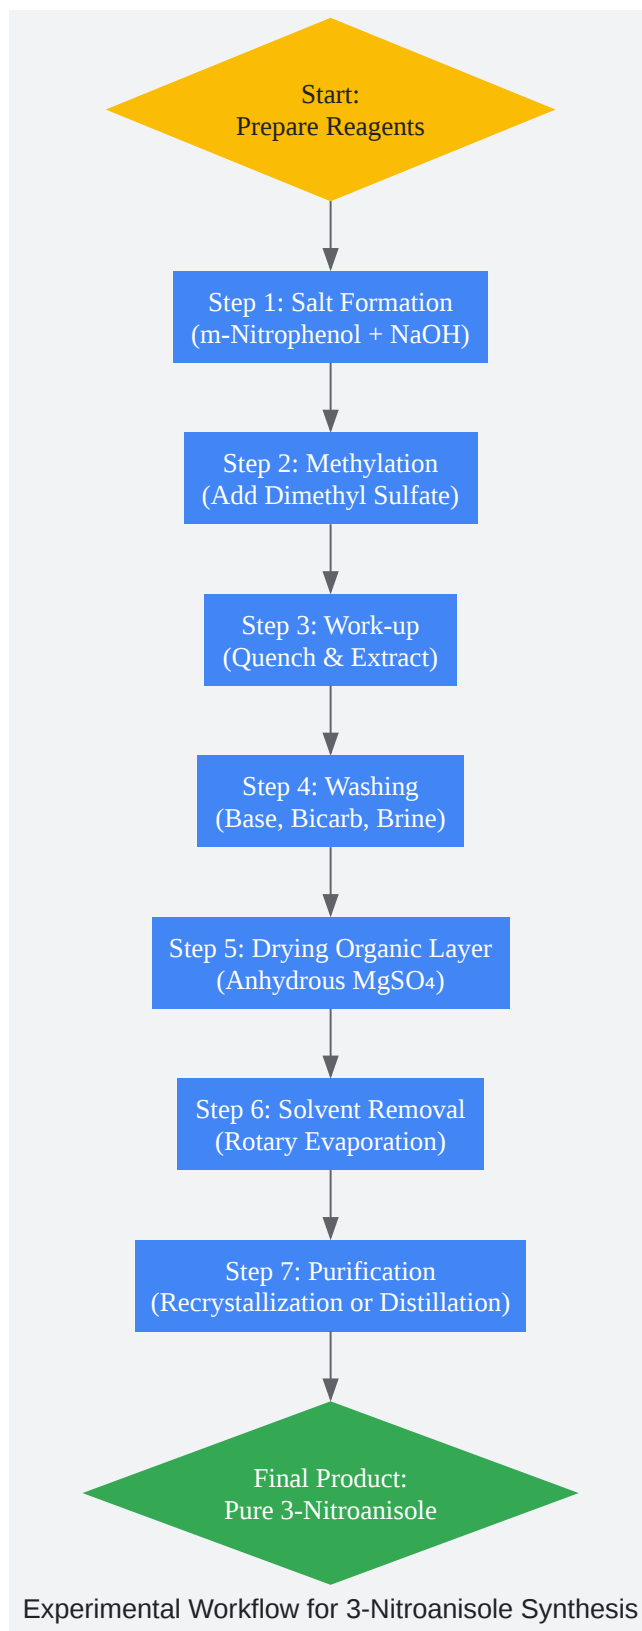 Start:
Prepare Reagents
Step 1: Salt Formation
(m-Nitrophenol + NaOH)
Step 2: Methylation
(Add Dimethyl Sulfate)
Step 3: Work-up
(Quench & Extract)
Step 4: Washing
(Base, Bicarb, Brine)
Step 5: Drying Organic Layer
(Anhydrous MgSO₄)
Step 6: Solvent Removal
(Rotary Evaporation)
Step 7: Purification
(Recrystallization or Distillation)
Final Product:
Pure 3-Nitroanisole
Experimental Workflow for 3-Nitroanisole Synthesis